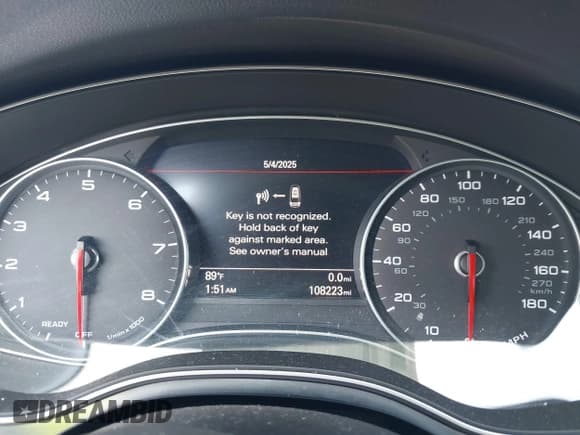 5/4/2025
Key is not recognized.
Hold back of key
against marked area.
See owner's manual
89°F 0.0mi
1:51AM 108223mi
1 2 3 4 5 6 7 8
READY OFF 1/min x 1000
10 20 40 60 80 100 120 140 160 180
30 60 90 120 150 180 210 240 270
km/h
MPH
DREAMBID